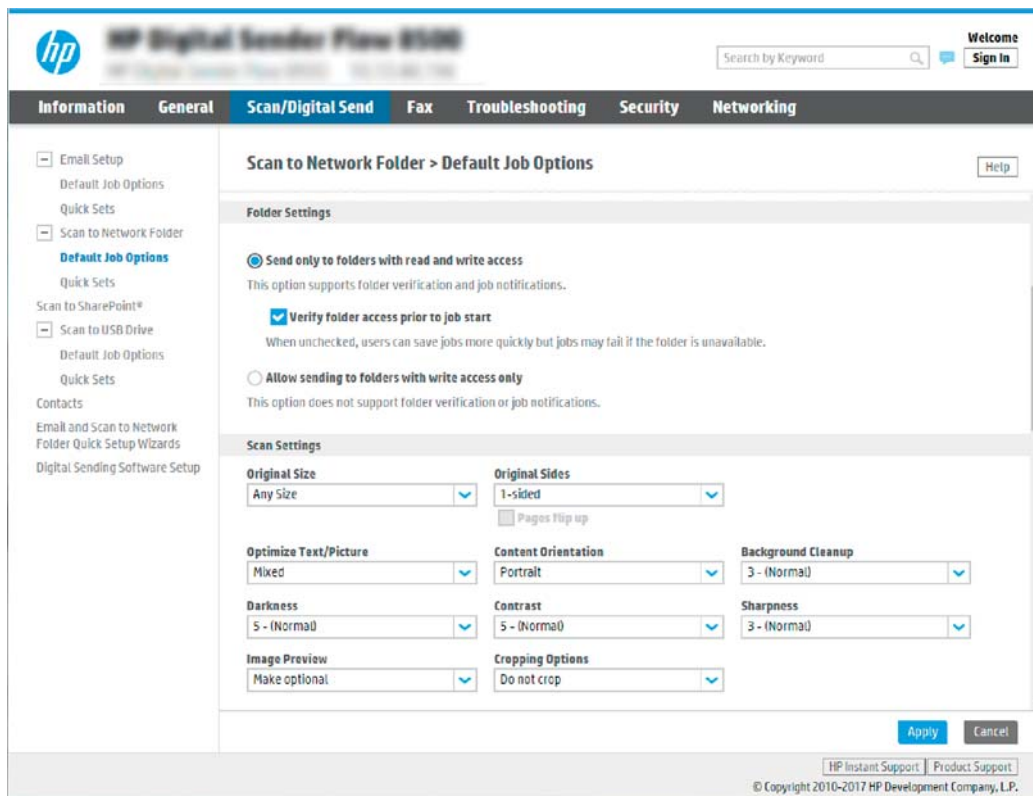 hp
HP Digital Sender Flow 8500
Welcome
Search by Keyword
Sign In
Information General Scan/Digital Send Fax Troubleshooting Security Networking
Email Setup
Default Job Options
Quick Sets
Scan to Network Folder
Default Job Options
Quick Sets
Scan to SharePoint®
Scan to USB Drive
Default Job Options
Quick Sets
Contacts
Email and Scan to Network
Folder Quick Setup Wizards
Digital Sending Software Setup
Scan to Network Folder > Default Job Options
Help
Folder Settings
Send only to folders with read and write access
This option supports folder verification and job notifications.
Verify folder access prior to job start
When unchecked, users can save jobs more quickly but jobs may fail if the folder is unavailable.
Allow sending to folders with write access only
This option does not support folder verification or job notifications.
Scan Settings
Original Size Original Sides
Any Size 1-sided
Pages flip up
Optimize Text/Picture Content Orientation Background Cleanup
Mixed Portrait 3 - (Normal)
Darkness Contrast Sharpness
5 - (Normal) 5 - (Normal) 3 - (Normal)
Image Preview Cropping Options
Make optional Do not crop
Apply Cancel
HP Instant Support Product Support
© Copyright 2010-2017 HP Development Company, L.P.